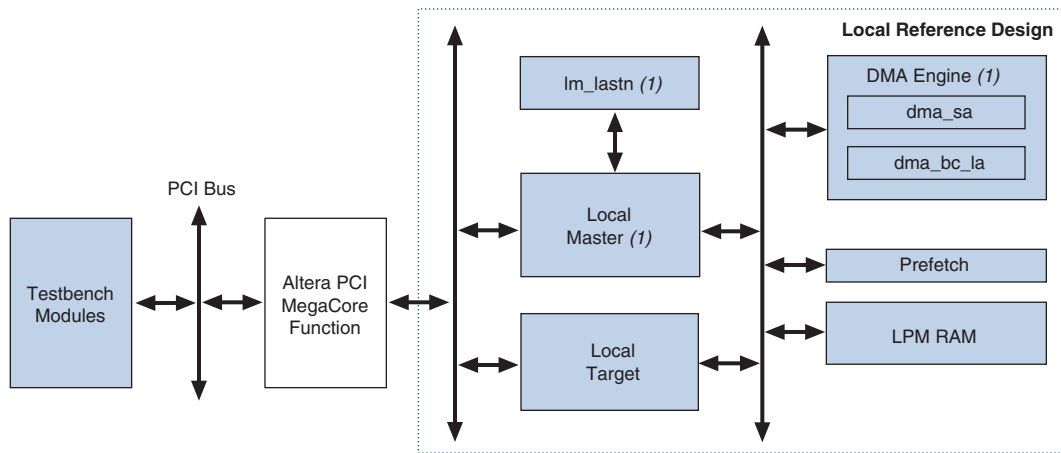 Local Reference Design
lm_lastn (1)
DMA Engine (1)
dma_sa
dma_bc_la
PCI Bus
Testbench
Modules
Altera PCI
MegaCore
Function
Local
Master (1)
Prefetch
Local
Target
LPM RAM